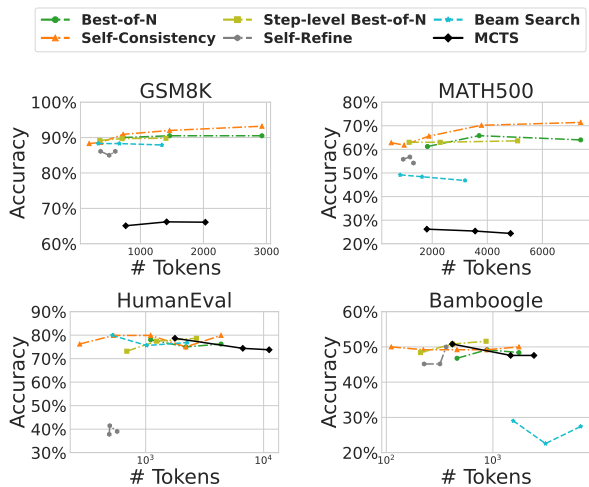 Best-of-N Step-level Best-of-N Beam Search
Self-Consistency Self-Refine MCTS
GSM8K
100%
90%
80%
70%
60%
Accuracy
1000 2000 3000
# Tokens
MATH500
80%
70%
60%
50%
40%
30%
20%
Accuracy
2000 4000 6000
# Tokens
HumanEval
90%
80%
70%
60%
50%
40%
30%
Accuracy
10³ 10⁴
# Tokens
Bamboogle
60%
50%
40%
30%
20%
Accuracy
10² 10³
# Tokens